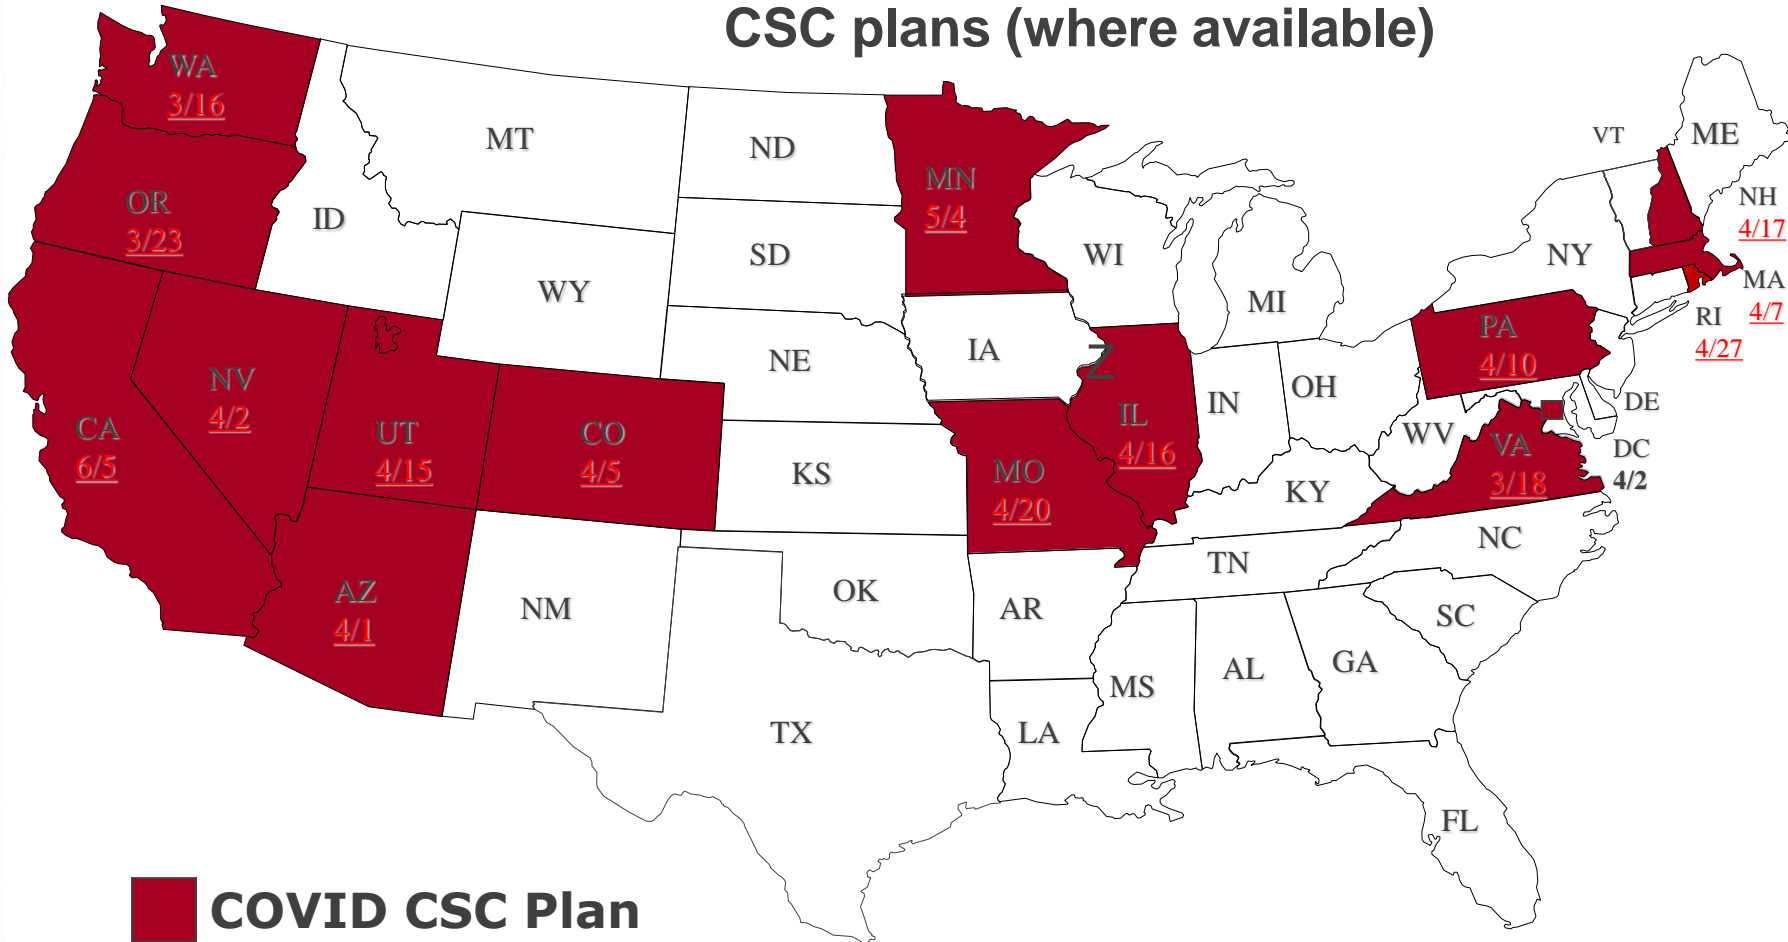 CSC plans (where available)
WA
3/16
MT
ND
VT
ME
MN
5/4
OR
3/23
ID
NH
4/17
SD
WI
NY
WY
MI
MA
4/7
RI
4/27
PA
4/10
NE
IA
Z
OH
NV
4/2
IN
DE
CA
6/5
UT
4/15
CO
4/5
IL
4/16
WV
VA
3/18
DC
4/2
KS
MO
4/20
KY
NC
TN
AZ
4/1
NM
OK
AR
SC
MS
AL
GA
TX
LA
FL
COVID CSC Plan